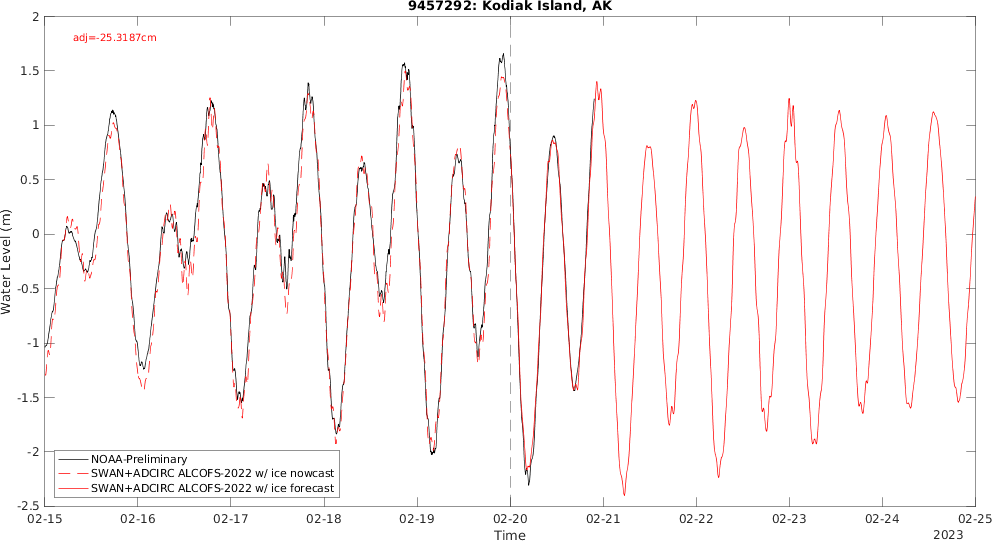 9457292: Kodiak Island, AK
adj=-25.3187cm
2
1.5
1
0.5
0
-0.5
-1
-1.5
-2
-2.5
Water Level (m)
NOAA-Preliminary
SWAN+ADCIRC ALCOFS-2022 w/ ice nowcast
SWAN+ADCIRC ALCOFS-2022 w/ ice forecast
02-15 02-16 02-17 02-18 02-19 02-20 02-21 02-22 02-23 02-24 02-25
Time
2023